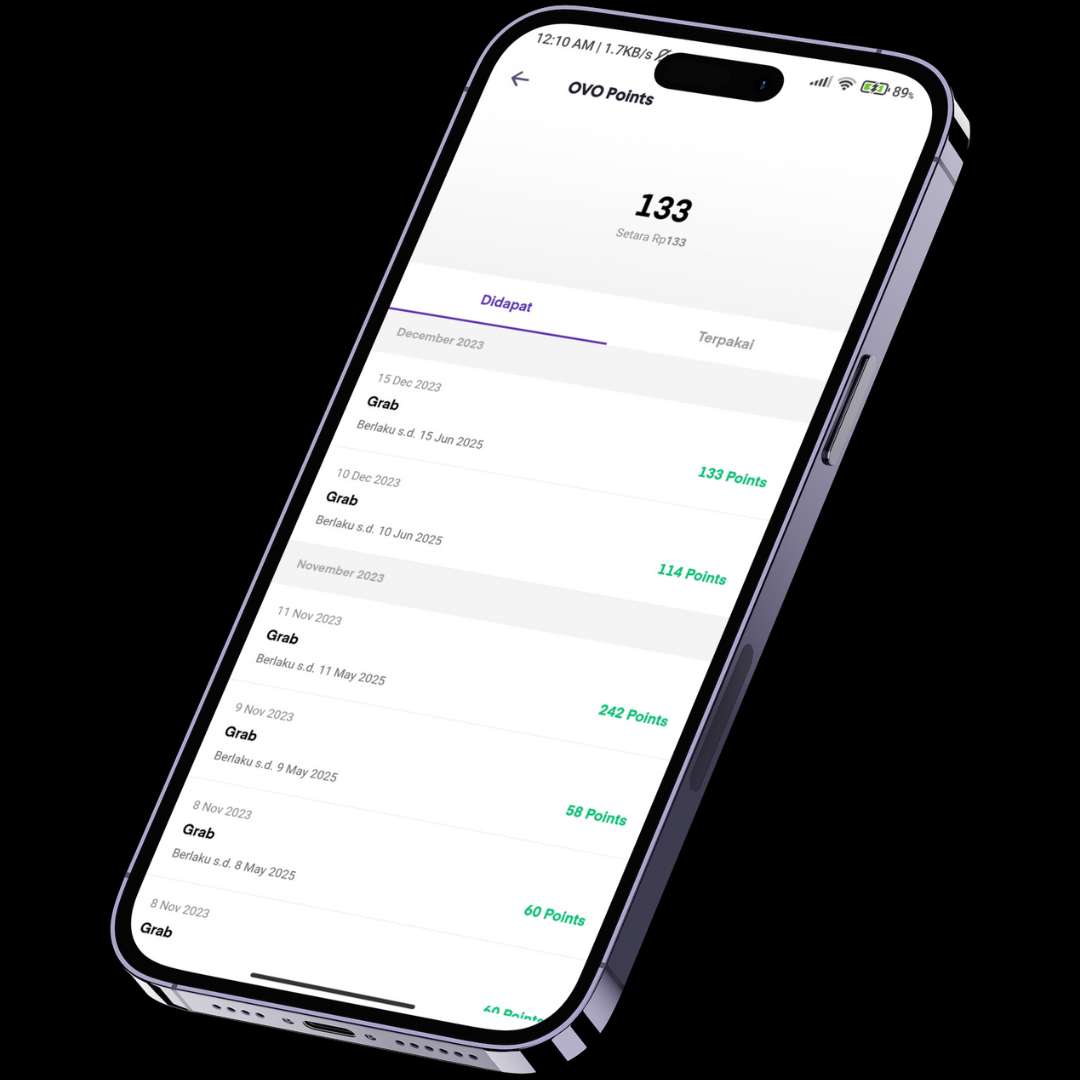 12:10 AM | 1.7KB/s
89%
OVO Points
133
Setara Rp133
Didapat
Terpakai
December 2023
15 Dec 2023
Grab
Berlaku s.d. 15 Jun 2025
133 Points
10 Dec 2023
Grab
Berlaku s.d. 10 Jun 2025
114 Points
November 2023
11 Nov 2023
Grab
Berlaku s.d. 11 May 2025
242 Points
9 Nov 2023
Grab
Berlaku s.d. 9 May 2025
58 Points
8 Nov 2023
Grab
Berlaku s.d. 8 May 2025
60 Points
8 Nov 2023
Grab
60 Points